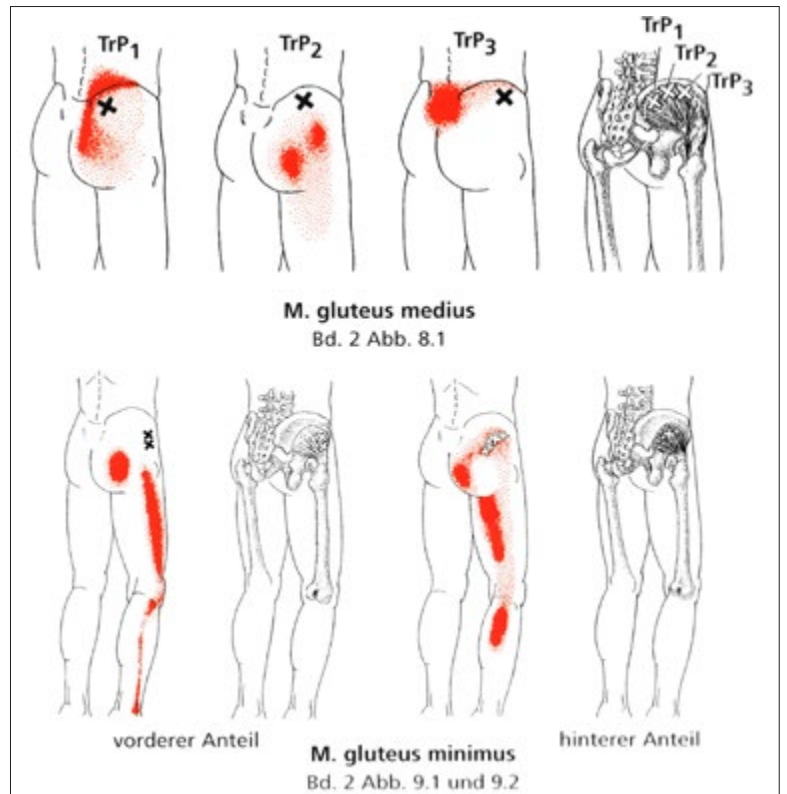 TrP1
TrP2
TrP3
TrP1
TrP2
TrP3
M. gluteus medius
Bd. 2 Abb. 8.1
vorderer Anteil
hinterer Anteil
M. gluteus minimus
Bd. 2 Abb. 9.1 und 9.2